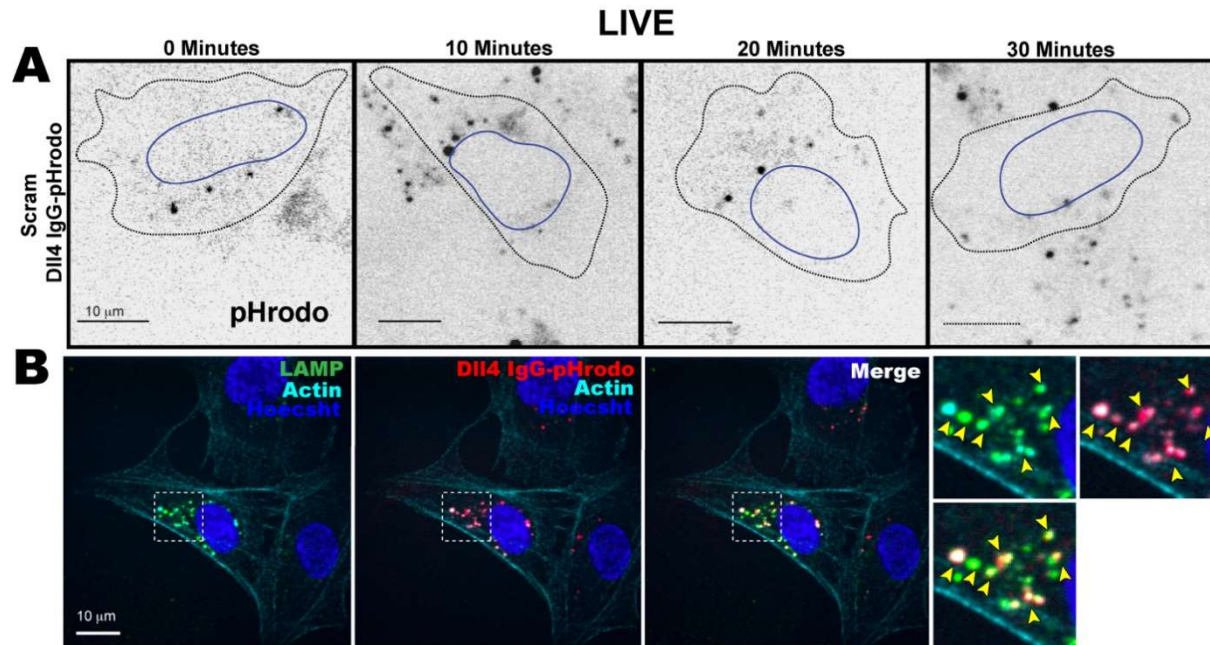 LIVE
0 Minutes
10 Minutes
20 Minutes
30 Minutes
A
Scram
Dll4 IgG-pHrodo
10 µm
pHrodo
B
LAMP
Actin
Hoecsht
Dll4 IgG-pHrodo
Actin
Hoecsht
Merge
10 µm